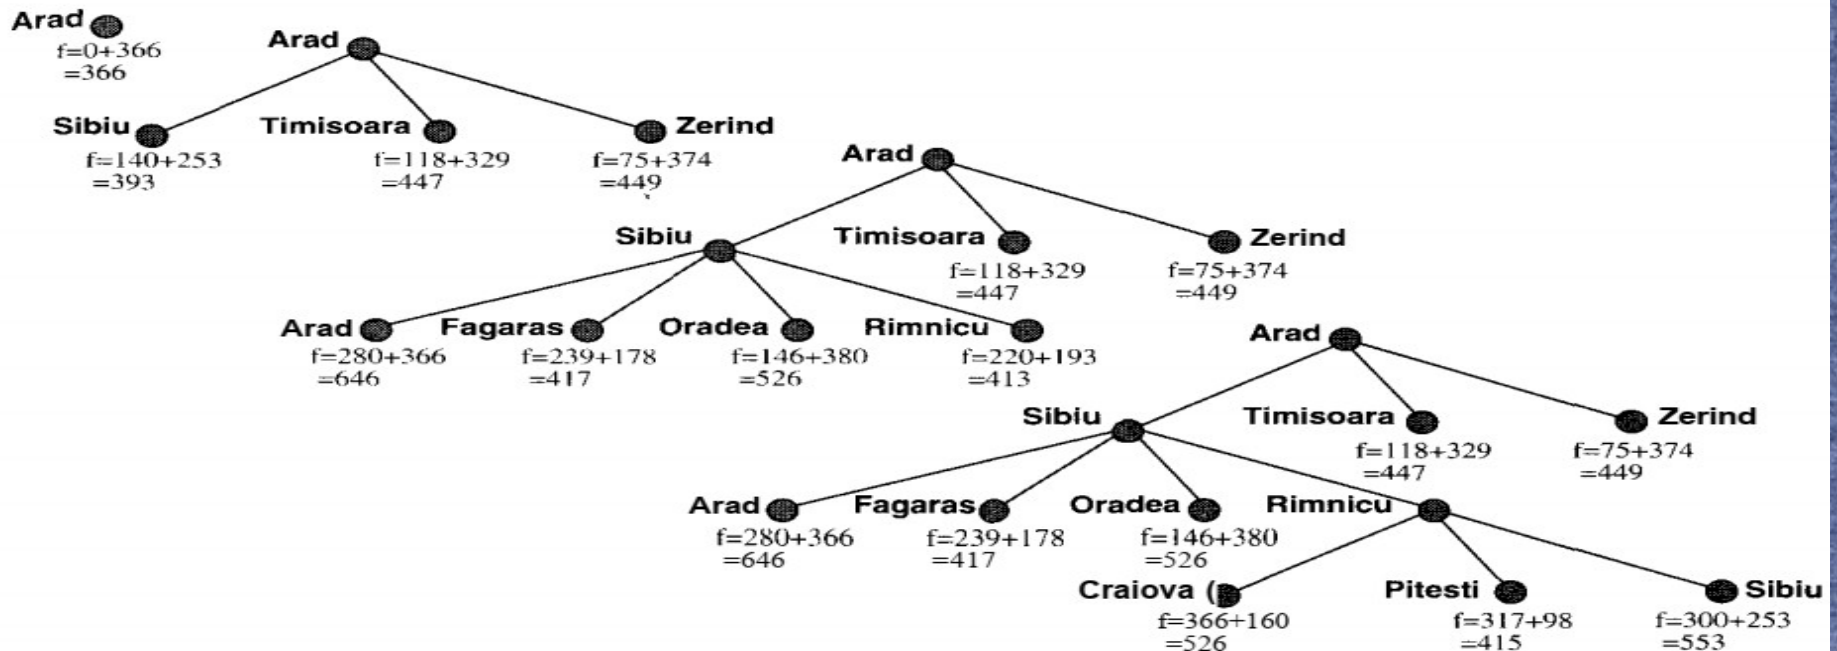 Arad
f=0+366
=366
Arad
Sibiu
f=140+253
=393
Timisoara
f=118+329
=447
Zerind
f=75+374
=449
Arad
Sibiu
Timisoara
f=118+329
=447
Zerind
f=75+374
=449
Arad
f=280+366
=646
Fagaras
f=239+178
=417
Oradea
f=146+380
=526
Rimnicu
f=220+193
=413
Arad
Sibiu
Timisoara
f=118+329
=447
Zerind
f=75+374
=449
Arad
f=280+366
=646
Fagaras
f=239+178
=417
Oradea
f=146+380
=526
Rimnicu
Craiova (
f=366+160
=526
Pitesti
f=317+98
=415
Sibiu
f=300+253
=553